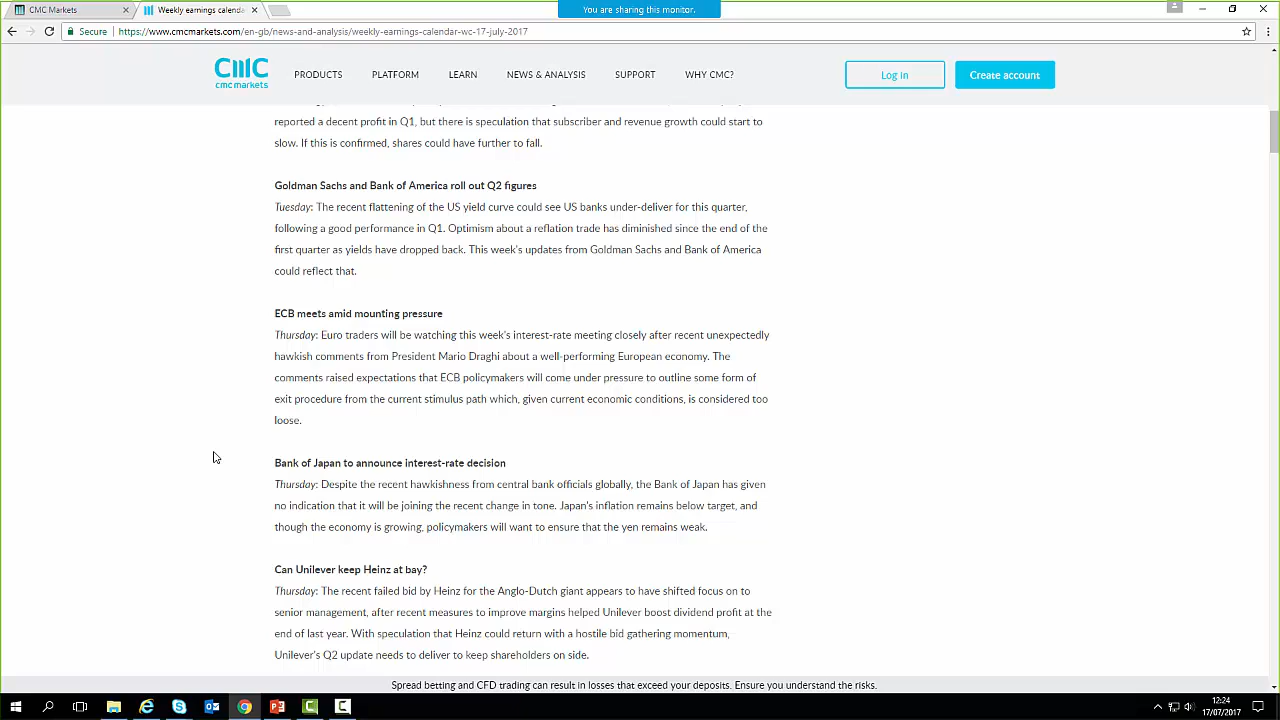 CMC Markets
Weekly earnings calenda
You are sharing this monitor.
Secure
https://www.cmcmarkets.com/en-gb/news-and-analysis/weekly-earnings-calendar-wc-17-july-2017
cmc markets
PRODUCTS
PLATFORM
LEARN
NEWS & ANALYSIS
SUPPORT
WHY CMC?
Log in
Create account
reported a decent profit in Q1, but there is speculation that subscriber and revenue growth could start to
slow. If this is confirmed, shares could have further to fall.
Goldman Sachs and Bank of America roll out Q2 figures
Tuesday: The recent flattening of the US yield curve could see US banks under-deliver for this quarter,
following a good performance in Q1. Optimism about a reflation trade has diminished since the end of the
first quarter as yields have dropped back. This week's updates from Goldman Sachs and Bank of America
could reflect that.
ECB meets amid mounting pressure
Thursday: Euro traders will be watching this week's interest-rate meeting closely after recent unexpectedly
hawkish comments from President Mario Draghi about a well-performing European economy. The
comments raised expectations that ECB policymakers will come under pressure to outline some form of
exit procedure from the current stimulus path which, given current economic conditions, is considered too
loose.
Bank of Japan to announce interest-rate decision
Thursday: Despite the recent hawkishness from central bank officials globally, the Bank of Japan has given
no indication that it will be joining the recent change in tone. Japan's inflation remains below target, and
though the economy is growing, policymakers will want to ensure that the yen remains weak.
Can Unilever keep Heinz at bay?
Thursday: The recent failed bid by Heinz for the Anglo-Dutch giant appears to have shifted focus on to
senior management, after recent measures to improve margins helped Unilever boost dividend profit at the
end of last year. With speculation that Heinz could return with a hostile bid gathering momentum,
Unilever's Q2 update needs to deliver to keep shareholders on side.
Spread betting and CFD trading can result in losses that exceed your deposits. Ensure you understand the risks.
12:24
17/07/2017